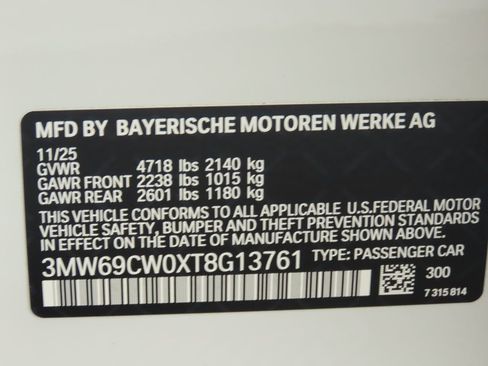 MFD BY BAYERISCHE MOTOREN WERKE AG
11/25
GVWR 4718 lbs 2140 kg
GAWR FRONT 2238 lbs 1015 kg
GAWR REAR 2601 lbs 1180 kg
THIS VEHICLE CONFORMS TO ALL APPLICABLE U.S.FEDERAL MOTOR
VEHICLE SAFETY, BUMPER AND THEFT PREVENTION STANDARDS
IN EFFECT ON THE DATE OF MANUFACTURE SHOWN ABOVE.
3MW69CW0XT8G13761 TYPE: PASSENGER CAR
300
7 315 814